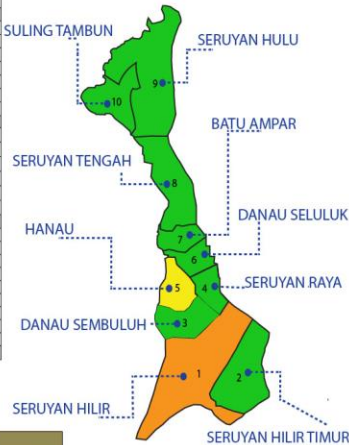 SULING TAMBUN
SERUYAN HULU
10
9
BATU AMPAR
SERUYAN TENGAH
8
DANAU SELULUK
HANAU
7
6
SERUYAN RAYA
5
4
DANAU SEMBULUH
3
1
2
SERUYAN HILIR
SERUYAN HILIR TIMUR